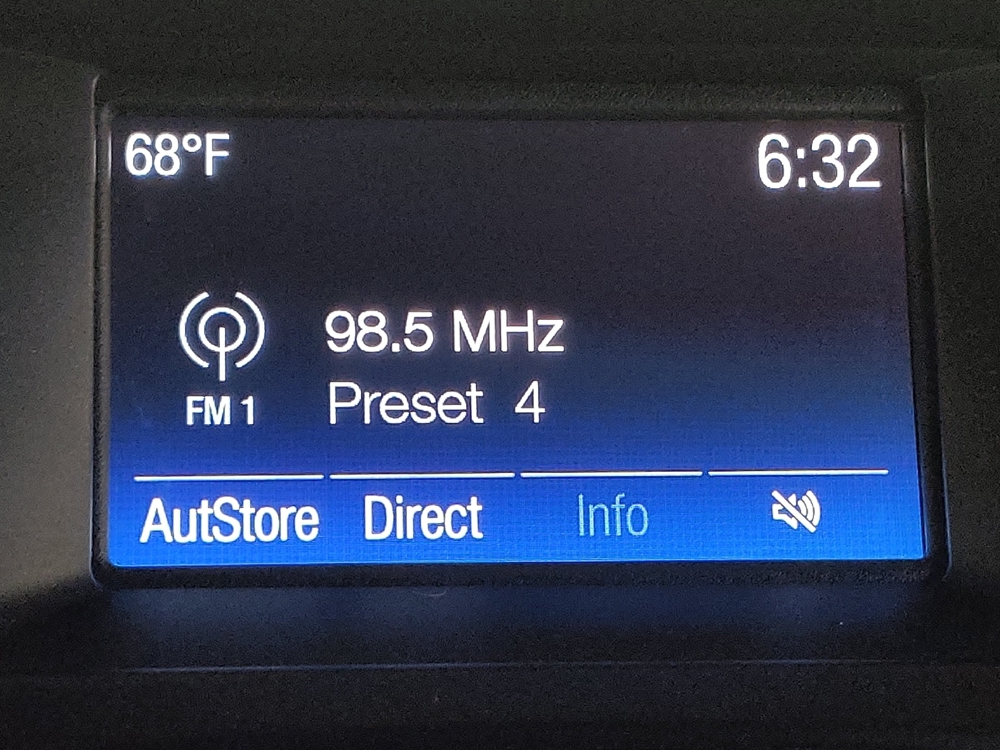 68°F 6:32
98.5 MHz
FM 1 Preset 4
AutStore Direct Info